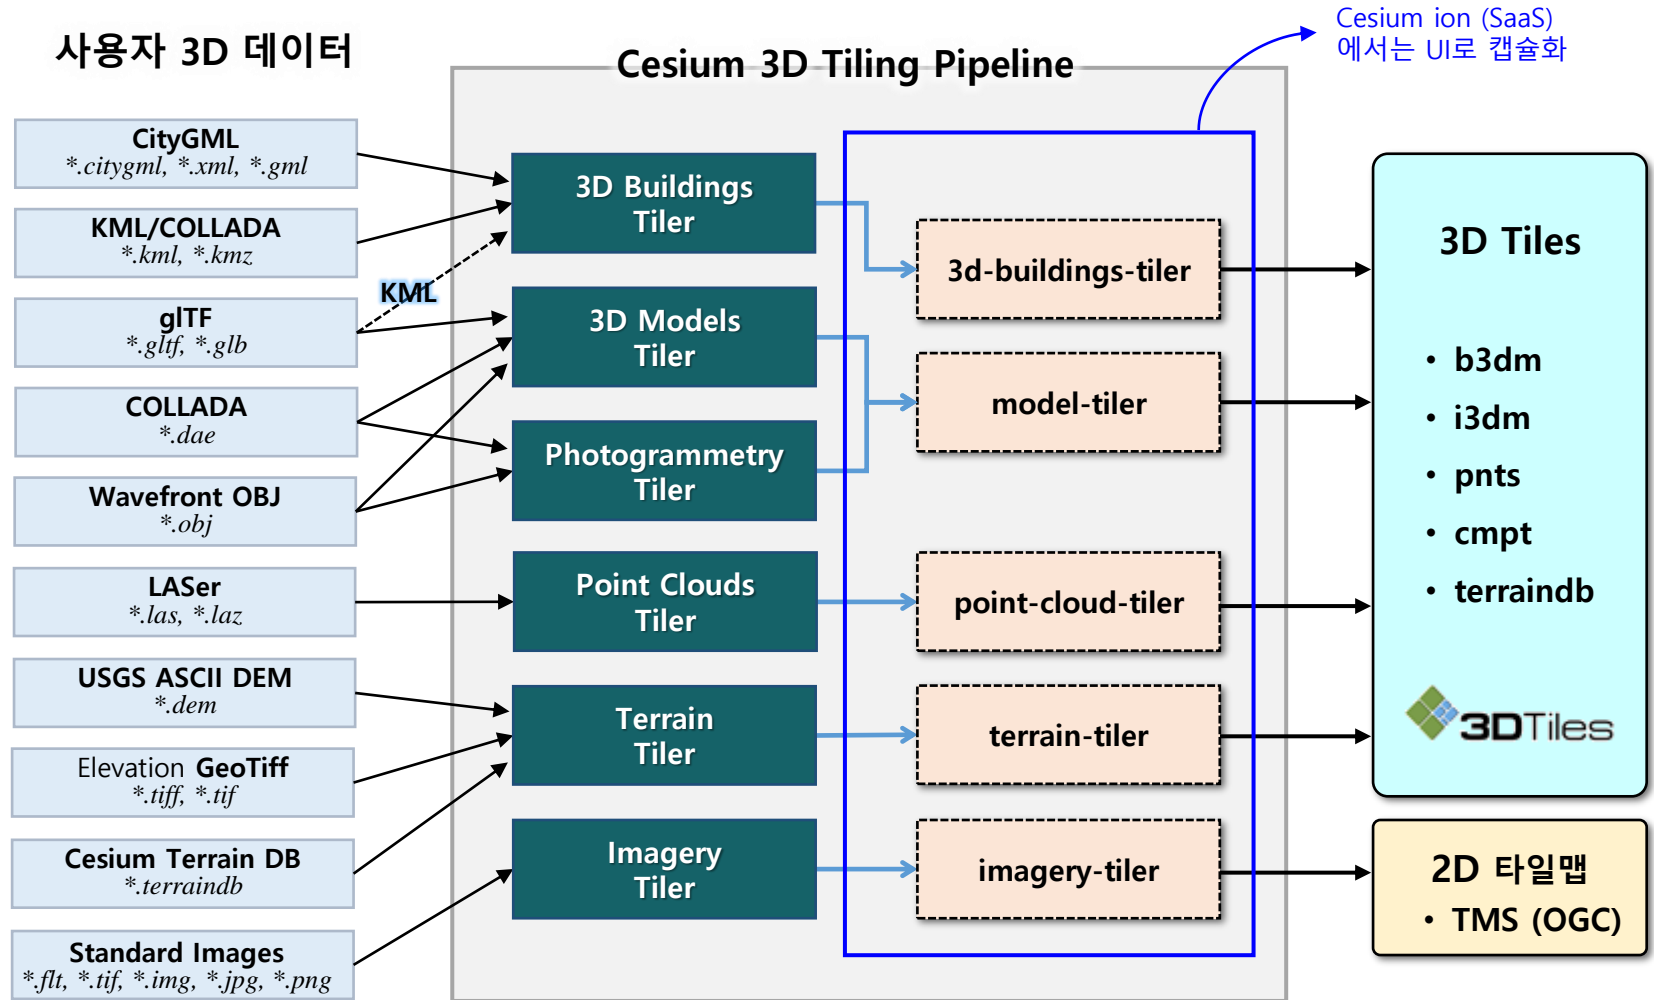 Cesium ion (SaaS)
에서는 UI로 캡슐화
사용자 3D 데이터
Cesium 3D Tiling Pipeline
CityGML
*.citygml, *.xml, *.gml
KML/COLLADA
*.kml, *.kmz
glTF
*.gltf, *.glb
COLLADA
*.dae
Wavefront OBJ
*.obj
LASer
*.las, *.laz
USGS ASCII DEM
*.dem
Elevation GeoTiff
*.tiff, *.tif
Cesium Terrain DB
*.terraindb
Standard Images
*.flt, *.tif, *.img, *.jpg, *.png
KML
3D Buildings
Tiler
3D Models
Tiler
Photogrammetry
Tiler
Point Clouds
Tiler
Terrain
Tiler
Imagery
Tiler
3d-buildings-tiler
model-tiler
point-cloud-tiler
terrain-tiler
imagery-tiler
3D Tiles
• b3dm
• i3dm
• pnts
• cmpt
• terraindb
3DTiles
2D 타일맵
• TMS (OGC)